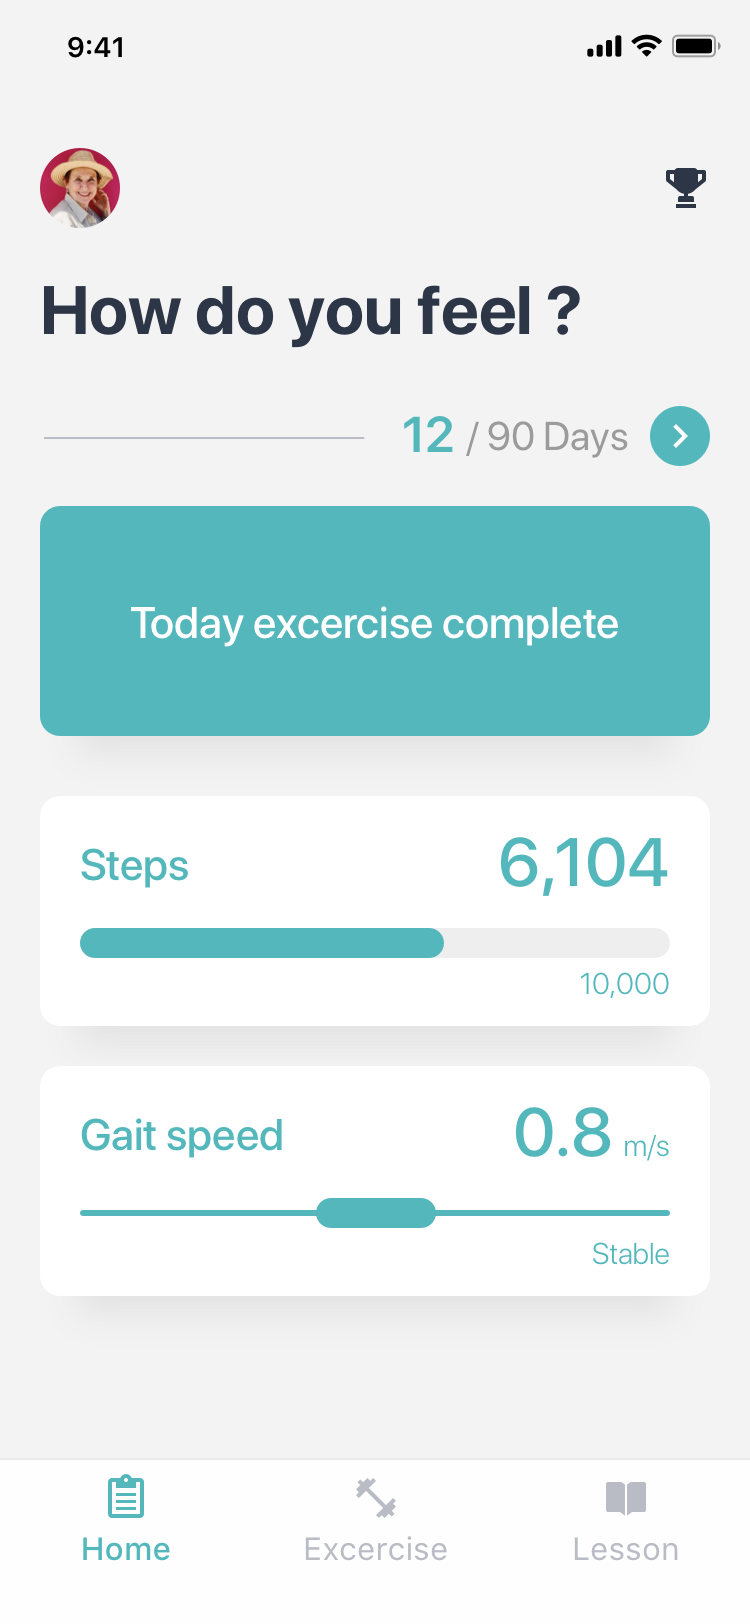 9:41
How do you feel ?
12 / 90 Days
Today excercise complete
Steps
6,104
10,000
Gait speed
0.8 m/s
Stable
Home
Excercise
Lesson